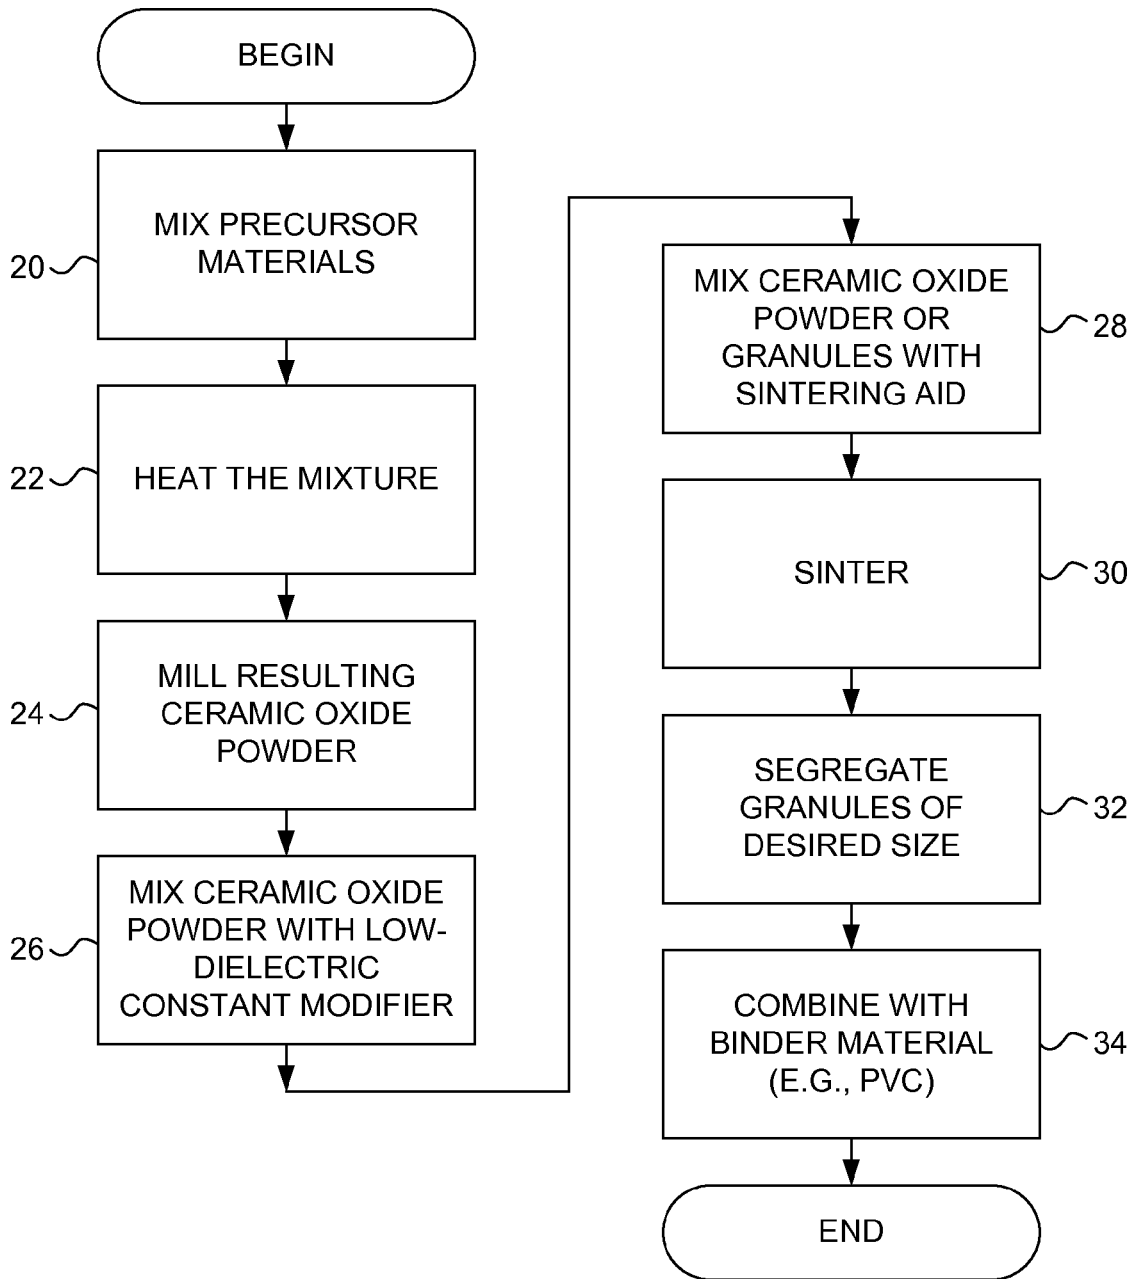 BEGIN
MIX PRECURSOR
MATERIALS
20
HEAT THE MIXTURE
22
MILL RESULTING
CERAMIC OXIDE
POWDER
24
MIX CERAMIC OXIDE
POWDER WITH LOW-
DIELECTRIC
CONSTANT MODIFIER
26
MIX CERAMIC OXIDE
POWDER OR
GRANULES WITH
SINTERING AID
28
SINTER
30
SEGREGATE
GRANULES OF
DESIRED SIZE
32
COMBINE WITH
BINDER MATERIAL
(E.G., PVC)
34
END